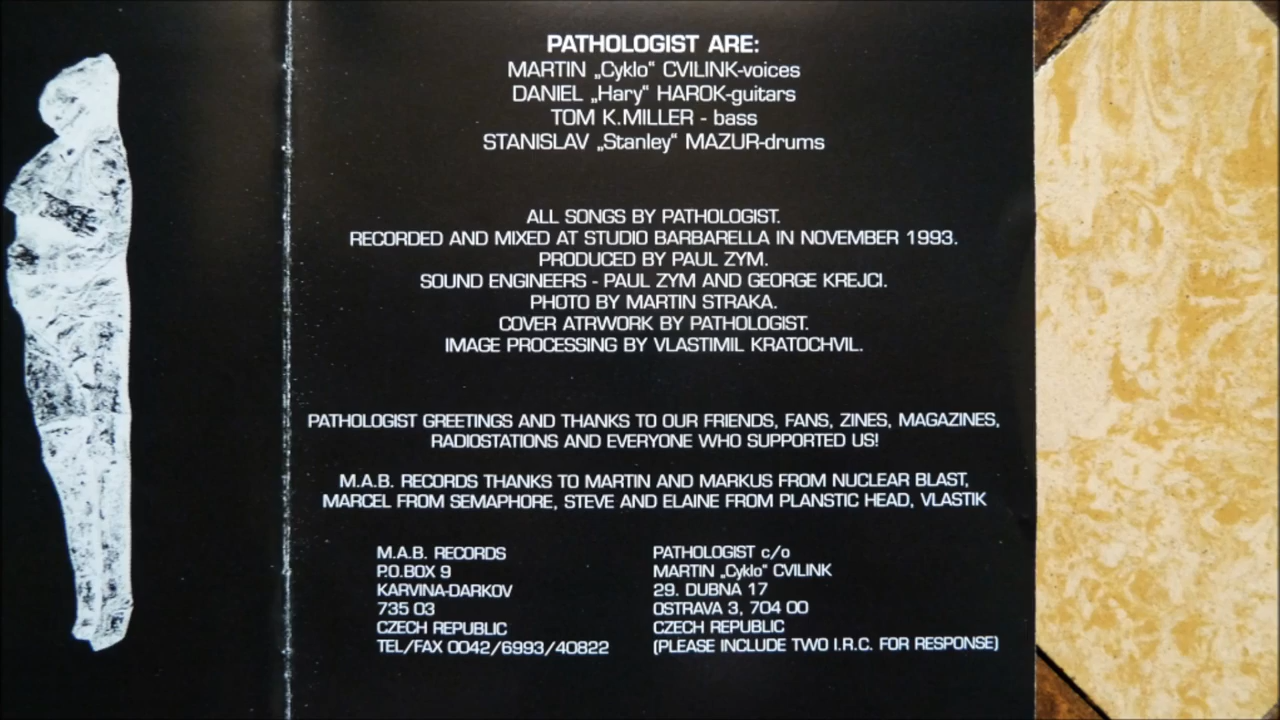 PATHOLOGIST ARE:
MARTIN „Cyklo“ CVILINK-voices
DANIEL „Hary“ HAROK-guitars
TOM K.MILLER - bass
STANISLAV „Stanley“ MAZUR-drums
ALL SONGS BY PATHOLOGIST.
RECORDED AND MIXED AT STUDIO BARBARELLA IN NOVEMBER 1993.
PRODUCED BY PAUL ZYM.
SOUND ENGINEERS - PAUL ZYM AND GEORGE KREJCI.
PHOTO BY MARTIN STRAKA.
COVER ATRWORK BY PATHOLOGIST.
IMAGE PROCESSING BY VLASTIMIL KRATOCHVIL.
PATHOLOGIST GREETINGS AND THANKS TO OUR FRIENDS, FANS, ZINES, MAGAZINES,
RADIOSTATIONS AND EVERYONE WHO SUPPORTED US!
M.A.B. RECORDS THANKS TO MARTIN AND MARKUS FROM NUCLEAR BLAST,
MARCEL FROM SEMAPHORE, STEVE AND ELAINE FROM PLANSTIC HEAD, VLASTIK
M.A.B. RECORDS
P.O.BOX 9
KARVINA-DARKOV
735 03
CZECH REPUBLIC
TEL/FAX 0042/6993/40822
PATHOLOGIST c/o
MARTIN „Cyklo“ CVILINK
29. DUBNA 17
OSTRAVA 3, 704 00
CZECH REPUBLIC
(PLEASE INCLUDE TWO I.R.C. FOR RESPONSE)